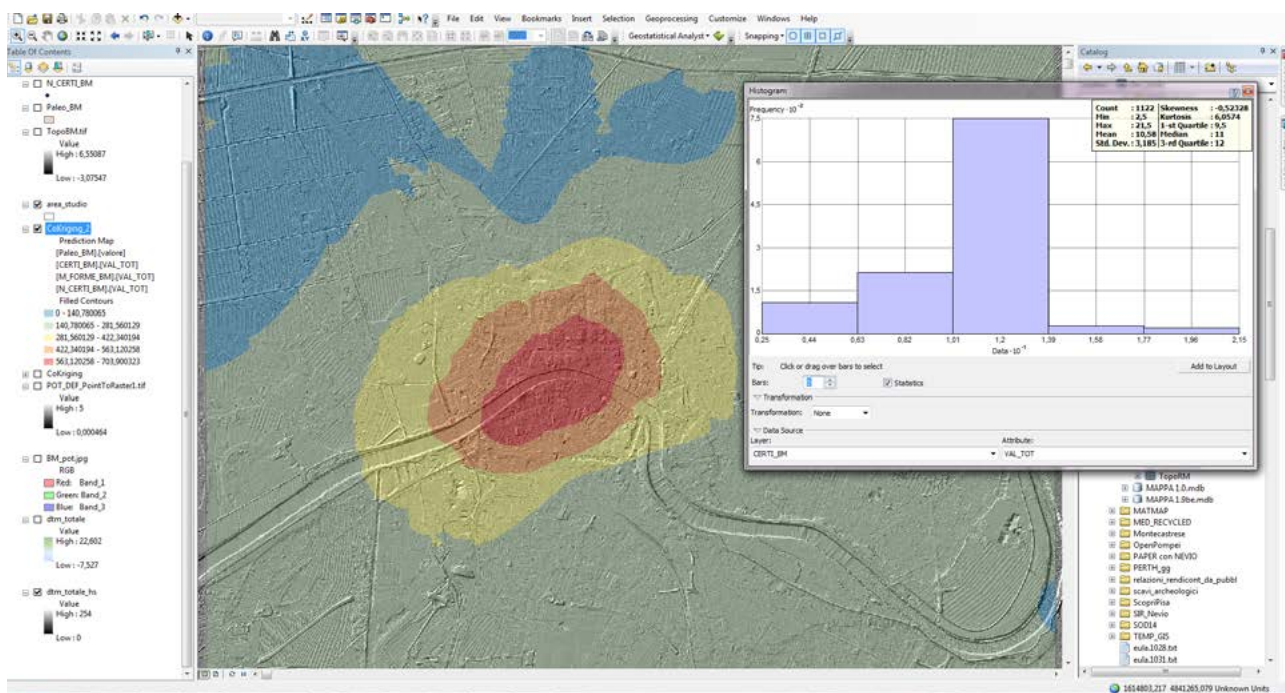 File Edit View Bookmarks Insert Selection Geoprocessing Customize Windows Help
Geostatistical Analyst
Snapping
Table Of Contents
N_CERTI_BM
Paleo_BM
TopoBM.tif
Value
High : 6,55087
Low : -3,07547
area_studio
CoKriging_2
Prediction Map
[Paleo_BM].[valore]
[CERTI_BM].[VAL_TOT]
[M_FORME_BM].[VAL_TOT]
[N_CERTI_BM].[VAL_TOT]
Filled Contours
0 - 140,780065
140,780065 - 281,560129
281,560129 - 422,340194
422,340194 - 563,120258
563,120258 - 703,900323
CoKriging
POT_DEF_PointToRaster1.tif
Value
High : 5
Low : 0,000464
BM_pot.jpg
RGB
Red: Band_1
Green: Band_2
Blue: Band_3
dtm_totale
Value
High : 22,602
Low : -7,527
dtm_totale_hs
Value
High : 254
Low : 0
Histogram
Frequency · 10⁻²
7,5
6
4,5
3
1,5
0
0,25 0,44 0,63 0,82 1,01 1,2 1,39 1,58 1,77 1,96 2,15
Data · 10⁻¹
Count : 1122 Skewness : -0,52328
Min : 2,5 Kurtosis : 6,0574
Max : 21,5 1-st Quartile : 9,5
Mean : 10,58 Median : 11
Std. Dev. : 3,185 3-rd Quartile : 12
Tip: Click or drag over bars to select
Add to Layout
Bars:
Statistics
Transformation
Transformation: None
Data Source
Layer: Attribute:
CERTI_BM VAL_TOT
Catalog
TopoRM
MAPPA 1.0.mdb
MAPPA 1.9be.mdb
MATMAP
MED_RECYCLED
Montecastrese
OpenPompei
PAPER con NEVIO
PERTH_gg
relazioni_rendicont_da_pubbl
scavi_archeologici
ScopriPisa
SIR_Nevio
SOD14
TEMP_GIS
eula.1028.txt
eula.1031.txt
1614803,217 4841265,079 Unknown Units